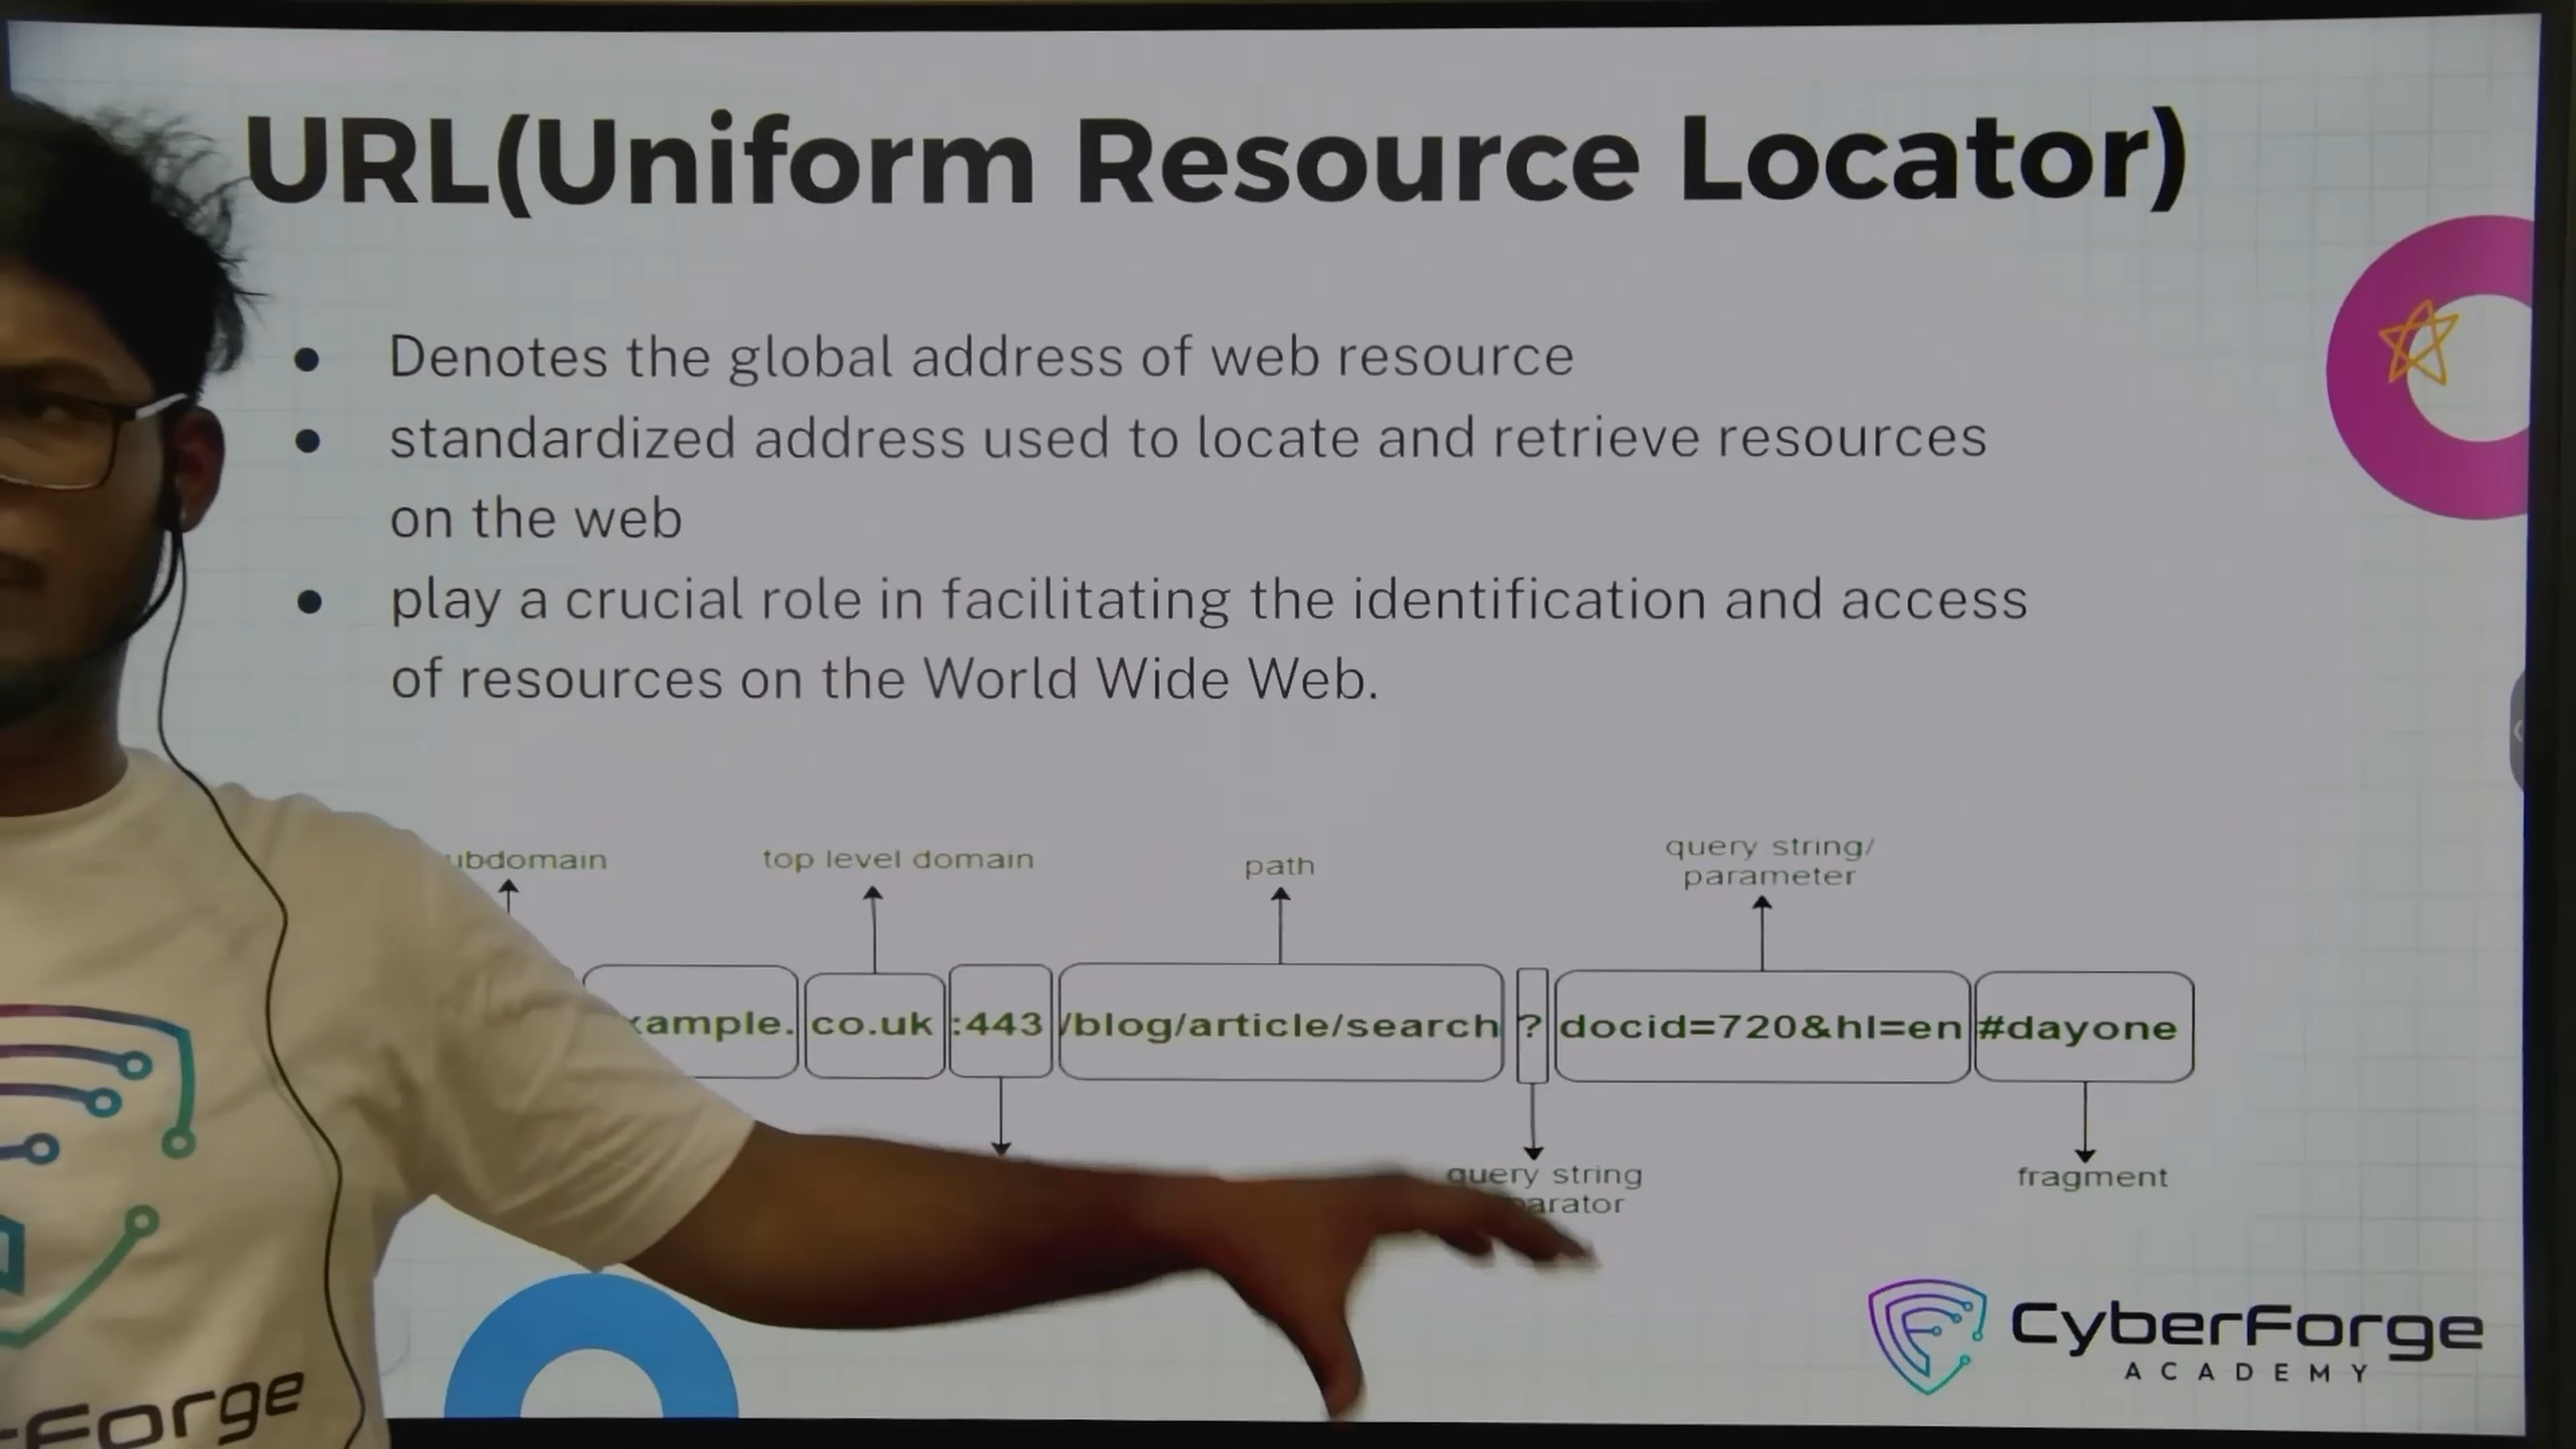 URL(Uniform Resource Locator)
• Denotes the global address of web resource
• standardized address used to locate and retrieve resources
on the web
• play a crucial role in facilitating the identification and access
of resources on the World Wide Web.
top level domain
path
query string/
parameter
co.uk :443 /blog/article/search ? docid=720&hl=en #dayone
query string
fragment
CyberForge
ACADEMY